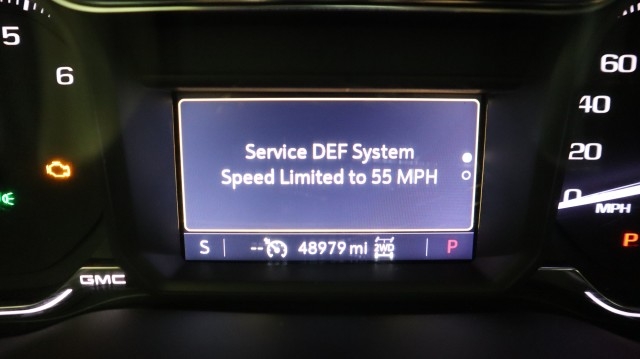 5
6
60
40
20
0
MPH
Service DEF System
Speed Limited to 55 MPH
S -- 48979 mi 2WD P
P
GMC